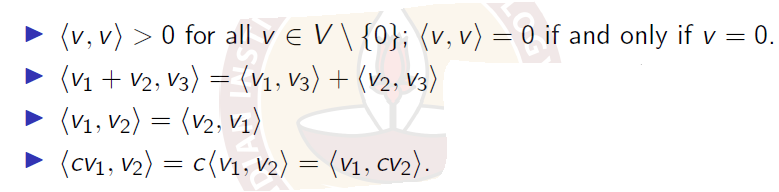 ▶ ⟨v, v⟩ > 0 for all v ∈ V \ {0}; ⟨v, v⟩ = 0 if and only if v = 0.
▶ ⟨v₁ + v₂, v₃⟩ = ⟨v₁, v₃⟩ + ⟨v₂, v₃⟩
▶ ⟨v₁, v₂⟩ = ⟨v₂, v₁⟩
▶ ⟨cv₁, v₂⟩ = c⟨v₁, v₂⟩ = ⟨v₁, cv₂⟩.